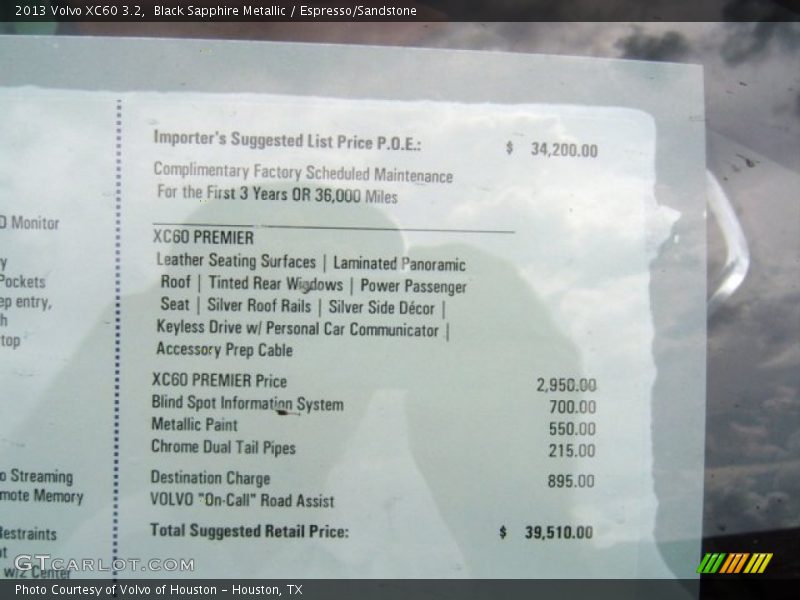 2013 Volvo XC60 3.2, Black Sapphire Metallic / Espresso/Sandstone
D Monitor
y
Pockets
ep entry,
h
top
o Streaming
mote Memory
Restraints
at
w/2 Center
Importer's Suggested List Price P.O.E.: $ 34,200.00
Complimentary Factory Scheduled Maintenance
For the First 3 Years OR 36,000 Miles
XC60 PREMIER
Leather Seating Surfaces | Laminated Panoramic
Roof | Tinted Rear Windows | Power Passenger
Seat | Silver Roof Rails | Silver Side Décor |
Keyless Drive w/ Personal Car Communicator |
Accessory Prep Cable
XC60 PREMIER Price 2,950.00
Blind Spot Information System 700.00
Metallic Paint 550.00
Chrome Dual Tail Pipes 215.00
Destination Charge 895.00
VOLVO "On-Call" Road Assist
Total Suggested Retail Price: $ 39,510.00
GTCARLOT.COM
Photo Courtesy of Volvo of Houston - Houston, TX